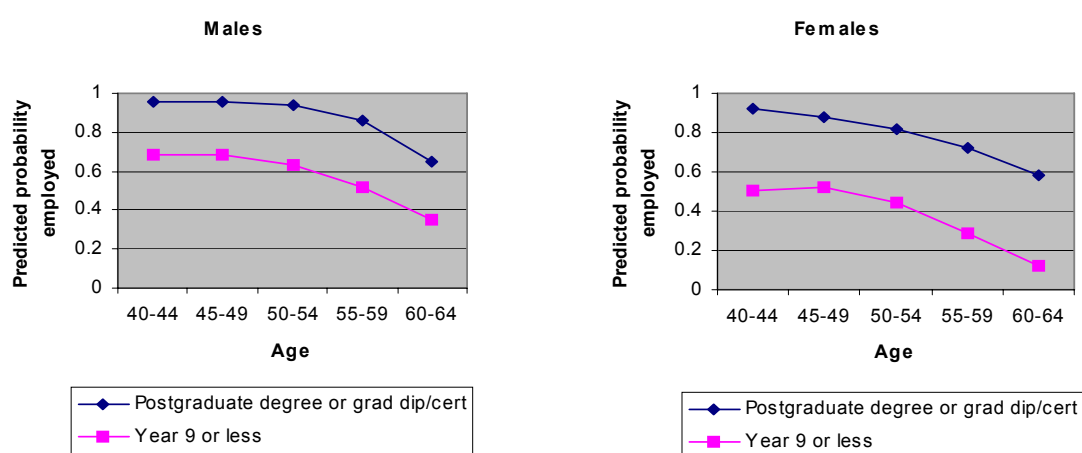 Males
Predicted probability
employed
1
0.8
0.6
0.4
0.2
0
40-44 45-49 50-54 55-59 60-64
Age
Postgraduate degree or grad dip/cert
Year 9 or less
Females
Predicted probability
employed
1
0.8
0.6
0.4
0.2
0
40-44 45-49 50-54 55-59 60-64
Age
Postgraduate degree or grad dip/cert
Year 9 or less